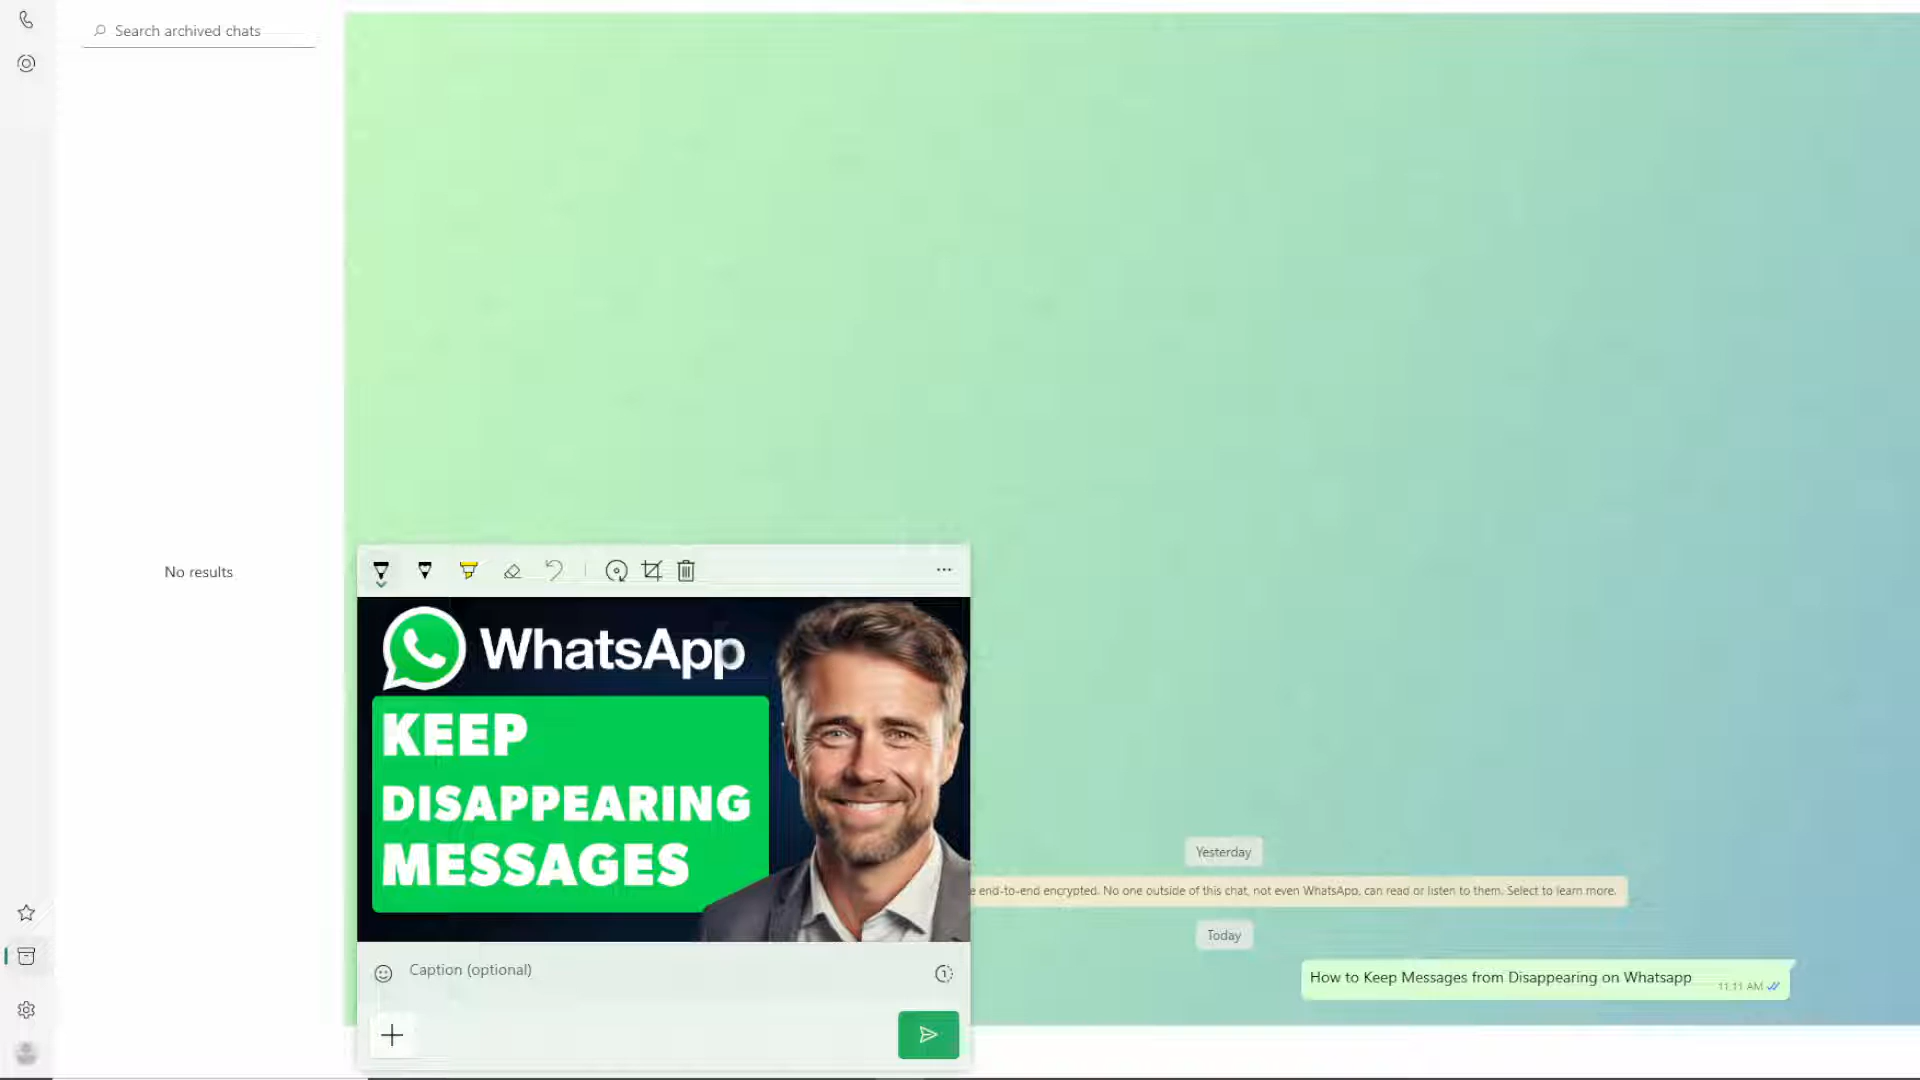 Search archived chats
No results
WhatsApp
KEEP
DISAPPEARING
MESSAGES
Caption (optional)
Yesterday
end-to-end encrypted. No one outside of this chat, not even WhatsApp, can read or listen to them. Select to learn more.
Today
How to Keep Messages from Disappearing on Whatsapp
11:11 AM